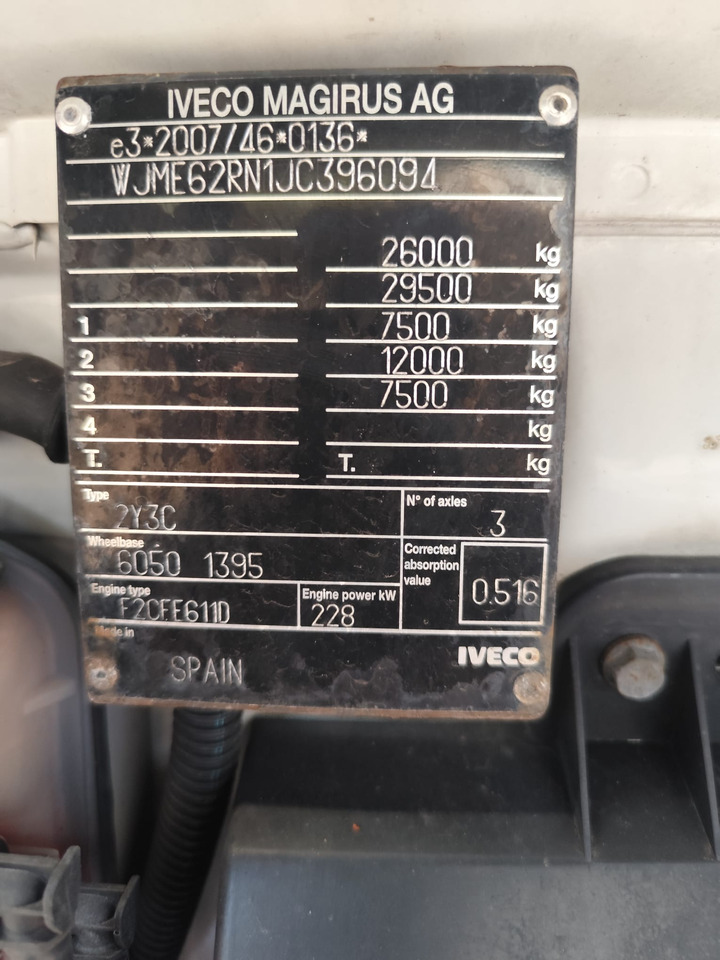 IVECO MAGIRUS AG
e3*2007/46*0136*
WJME62RN1JC396094
26000 kg
29500 kg
1 7500 kg
2 12000 kg
3 7500 kg
4 kg
T. T. kg
Type
2Y3C
N° of axles
3
Wheelbase
6050 1395
Corrected absorption value
0.516
Engine type
F2CFE611D
Engine power kW
228
Made in
SPAIN
IVECO